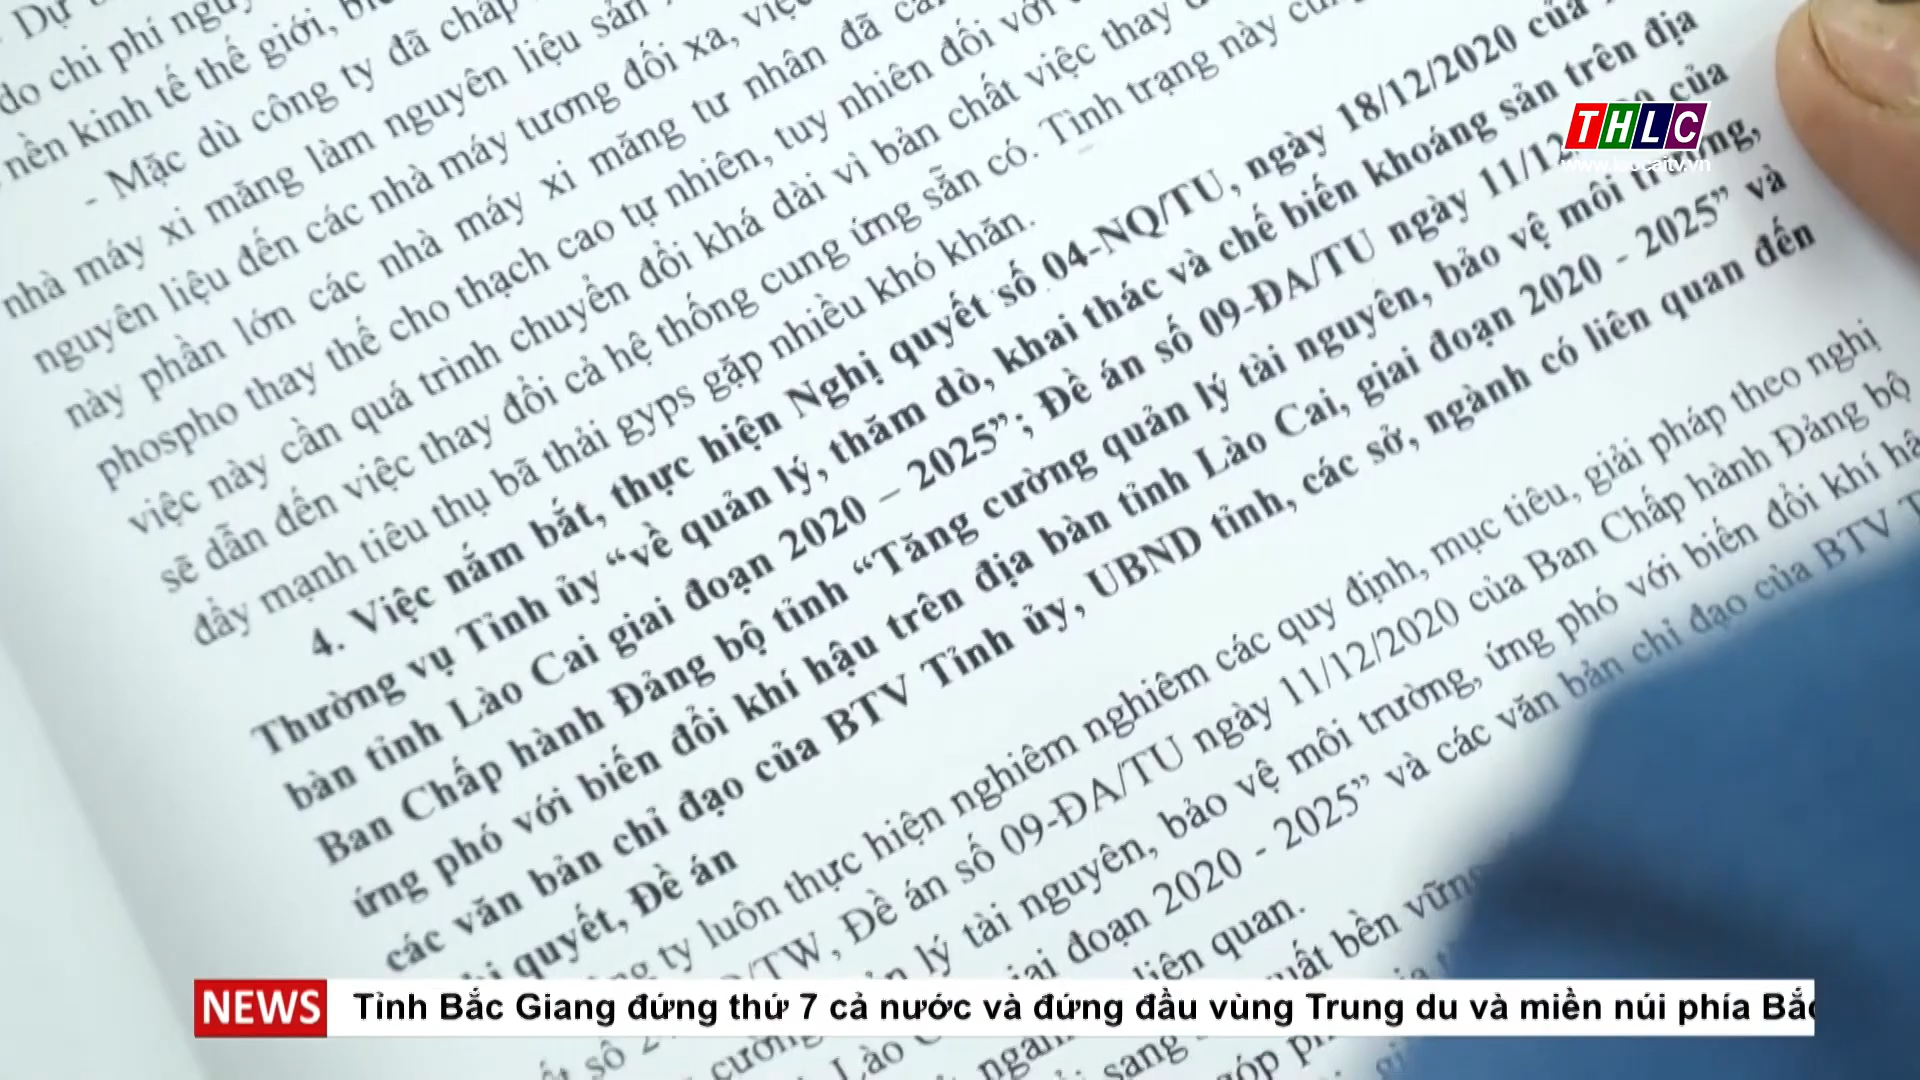 - Dự
do chi phí
nền kinh tế thế giới,
- Mặc dù công ty đã chấp
nhà máy xi măng làm nguyên liệu sản
nguyên liệu đến các nhà máy tương đối xa, việc
này phần lớn các nhà máy xi măng tư nhân đã
phospho thay thế cho thạch cao tự nhiên, tuy nhiên đối với
việc này cần quá trình chuyển đổi khá dài vì bản chất việc thay
sẽ dẫn đến việc thay đổi cả hệ thống cung ứng sẵn có. Tình trạng này
đẩy mạnh tiêu thụ bã thải gyps gặp nhiều khó khăn.
4. Việc nắm bắt, thực hiện Nghị quyết số 04-NQ/TU, ngày 18/12/2020 của
Thường vụ Tỉnh ủy “về quản lý, thăm dò, khai thác và chế biến khoáng sản trên địa
bàn tỉnh Lào Cai giai đoạn 2020 – 2025”; Đề án số 09-ĐA/TU ngày của
Ban Chấp hành Đảng bộ tỉnh “Tăng cường quản lý tài nguyên, bảo vệ môi trường,
ứng phó với biến đổi khí hậu trên địa bàn tỉnh Lào Cai, giai đoạn 2020 - 2025” và
các văn bản chỉ đạo của BTV Tỉnh ủy, UBND tỉnh, các sở, ngành có liên quan đến
quyết, Đề án
ty luôn thực hiện nghiêm các quy định, mục tiêu, giải pháp theo nghị
Đề án số 09-ĐA/TU ngày 11/12/2020 của Ban Chấp hành Đảng bộ
lý tài nguyên, bảo vệ môi trường, ứng phó với biến đổi khí
đoạn 2020 - 2025” và các văn bản chỉ đạo của BTV
liên quan.
bền vững
THLC
www.laocaitv.vn
NEWS Tỉnh Bắc Giang đứng thứ 7 cả nước và đứng đầu vùng Trung du và miền núi phía Bắc